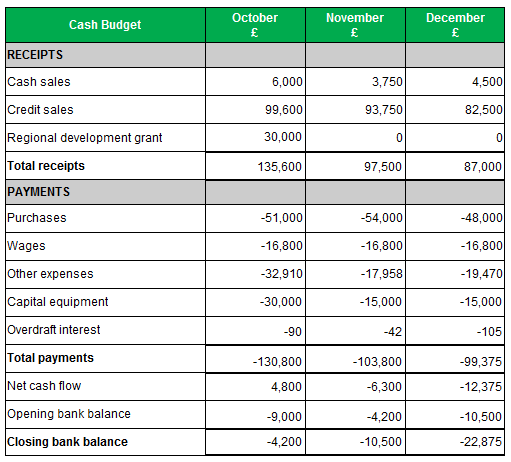 Cash Budget October November December
£ £ £
RECEIPTS
Cash sales 6,000 3,750 4,500
Credit sales 99,600 93,750 82,500
Regional development grant 30,000 0 0
Total receipts 135,600 97,500 87,000
PAYMENTS
Purchases -51,000 -54,000 -48,000
Wages -16,800 -16,800 -16,800
Other expenses -32,910 -17,958 -19,470
Capital equipment -30,000 -15,000 -15,000
Overdraft interest -90 -42 -105
Total payments -130,800 -103,800 -99,375
Net cash flow 4,800 -6,300 -12,375
Opening bank balance -9,000 -4,200 -10,500
Closing bank balance -4,200 -10,500 -22,875